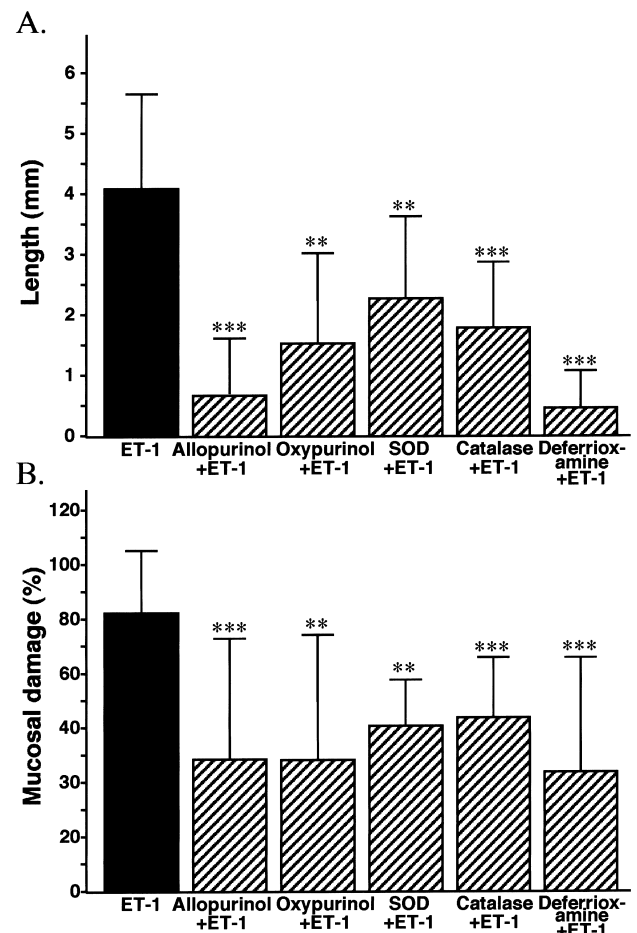 A.
Length (mm)
6
5
4
3
2
1
0
**
***
**
***
***
ET-1 Allopurinol Oxypurinol SOD Catalase Deferriox-
+ET-1 +ET-1 +ET-1 +ET-1 amine
+ET-1
B.
Mucosal damage (%)
120
100
80
60
40
30
20
0
***
**
**
***
***
ET-1 Allopurinol Oxypurinol SOD Catalase Deferriox-
+ET-1 +ET-1 +ET-1 +ET-1 amine
+ET-1